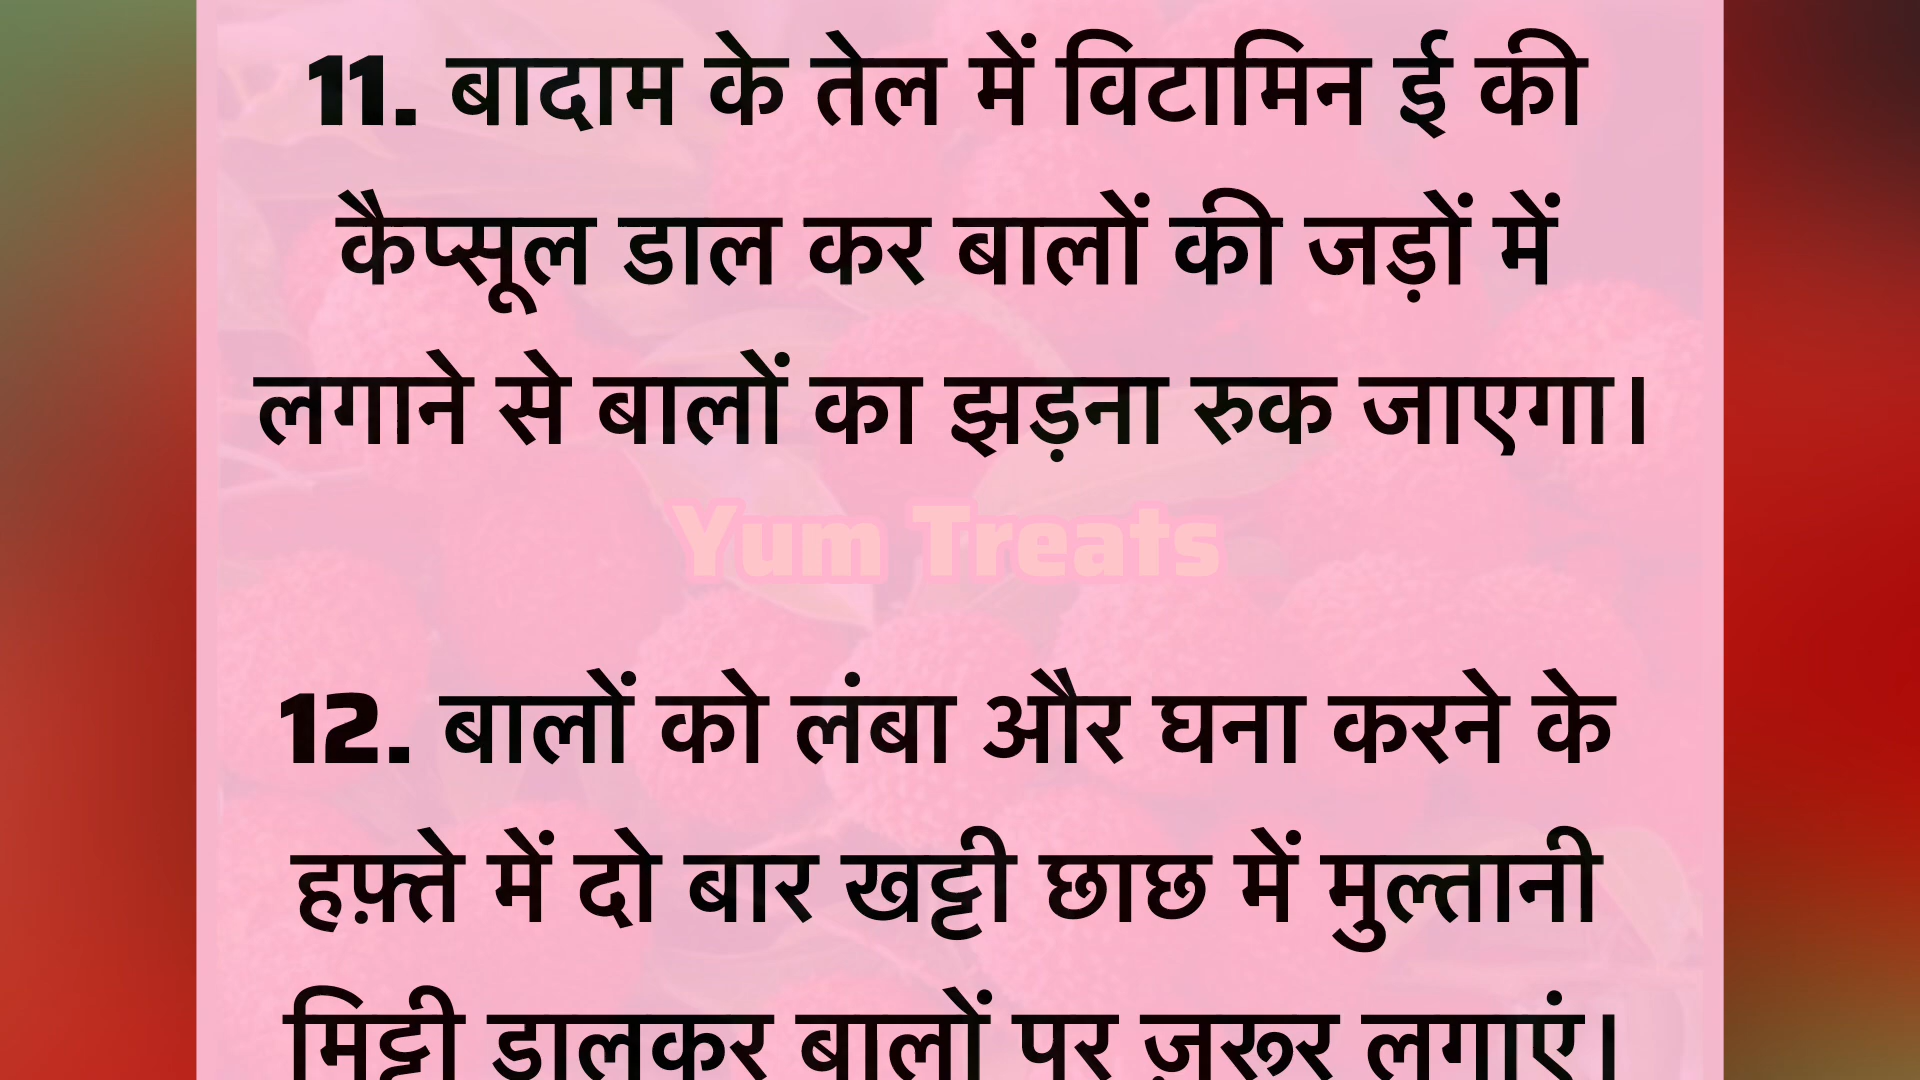 11. बादाम के तेल में विटामिन ई की
कैप्सूल डाल कर बालों की जड़ों में
लगाने से बालों का झड़ना रुक जाएगा।
Yum Treats
12. बालों को लंबा और घना करने के
हफ़्ते में दो बार खट्टी छाछ में मुल्तानी
मिट्टी डालकर बालों पर ज़रूर लगाएं।